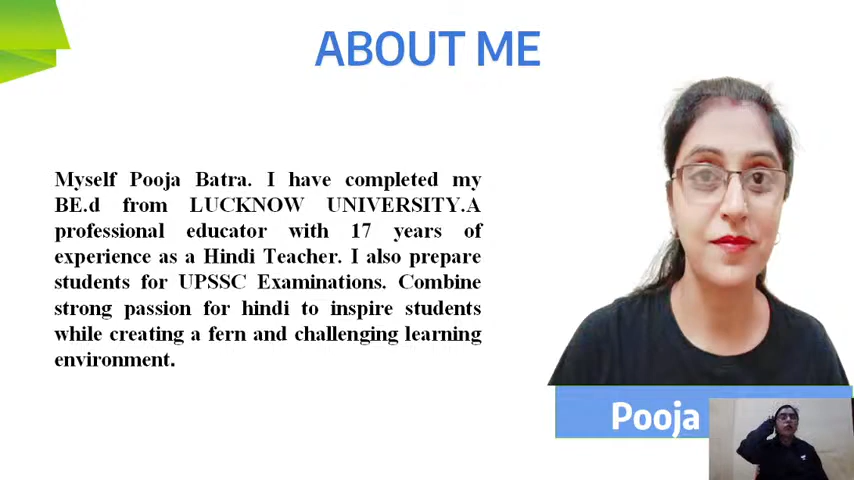 ABOUT ME
Myself Pooja Batra. I have completed my
BE.d from LUCKNOW UNIVERSITY.A
professional educator with 17 years of
experience as a Hindi Teacher. I also prepare
students for UPSSC Examinations. Combine
strong passion for hindi to inspire students
while creating a fern and challenging learning
environment.
Pooja